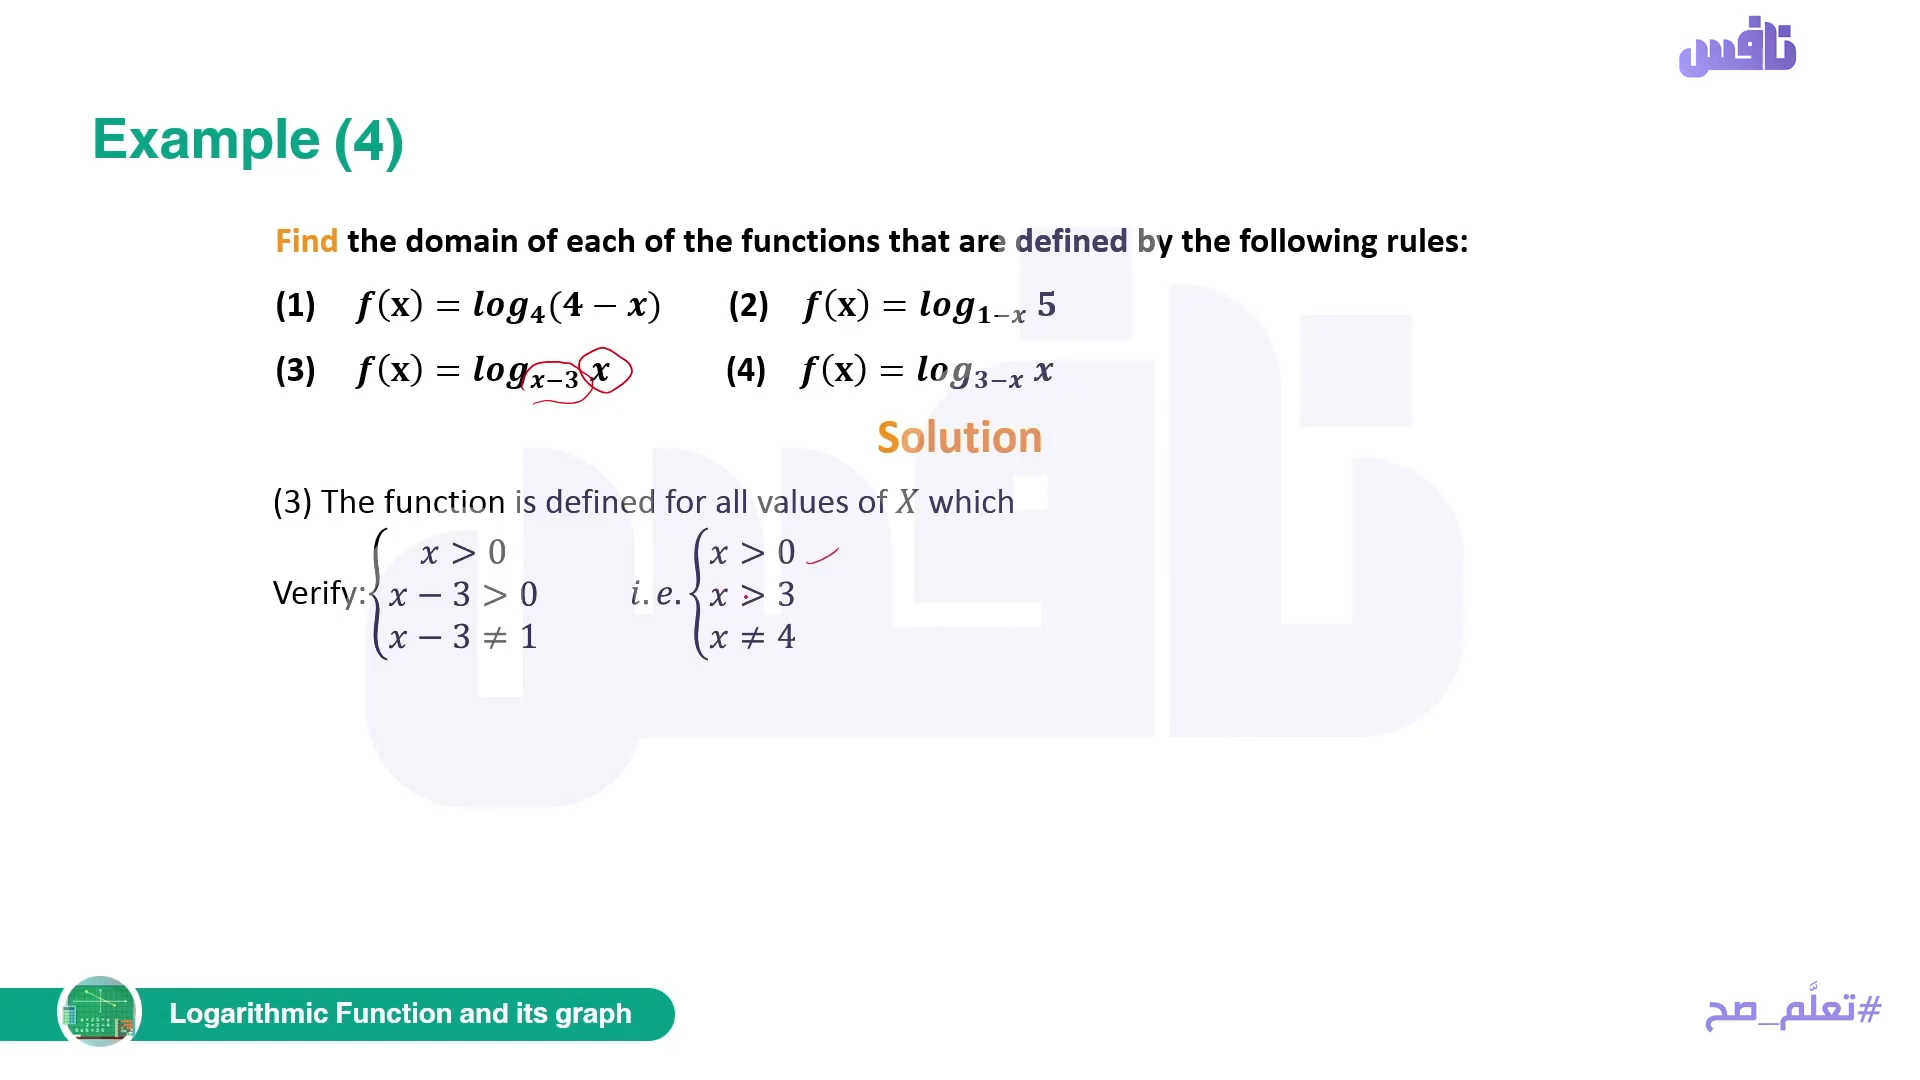 نافس
Example (4)
Find the domain of each of the functions that are defined by the following rules:
(1) f(x) = log₄(4 − x) (2) f(x) = log₁₋ₓ 5
(3) f(x) = logₓ₋₃ x (4) f(x) = log₃₋ₓ x
Solution
(3) The function is defined for all values of X which
Verify: { x > 0 i.e. { x > 0
x − 3 > 0 x > 3
x − 3 ≠ 1 x ≠ 4
Logarithmic Function and its graph
#تعلَّم_صح